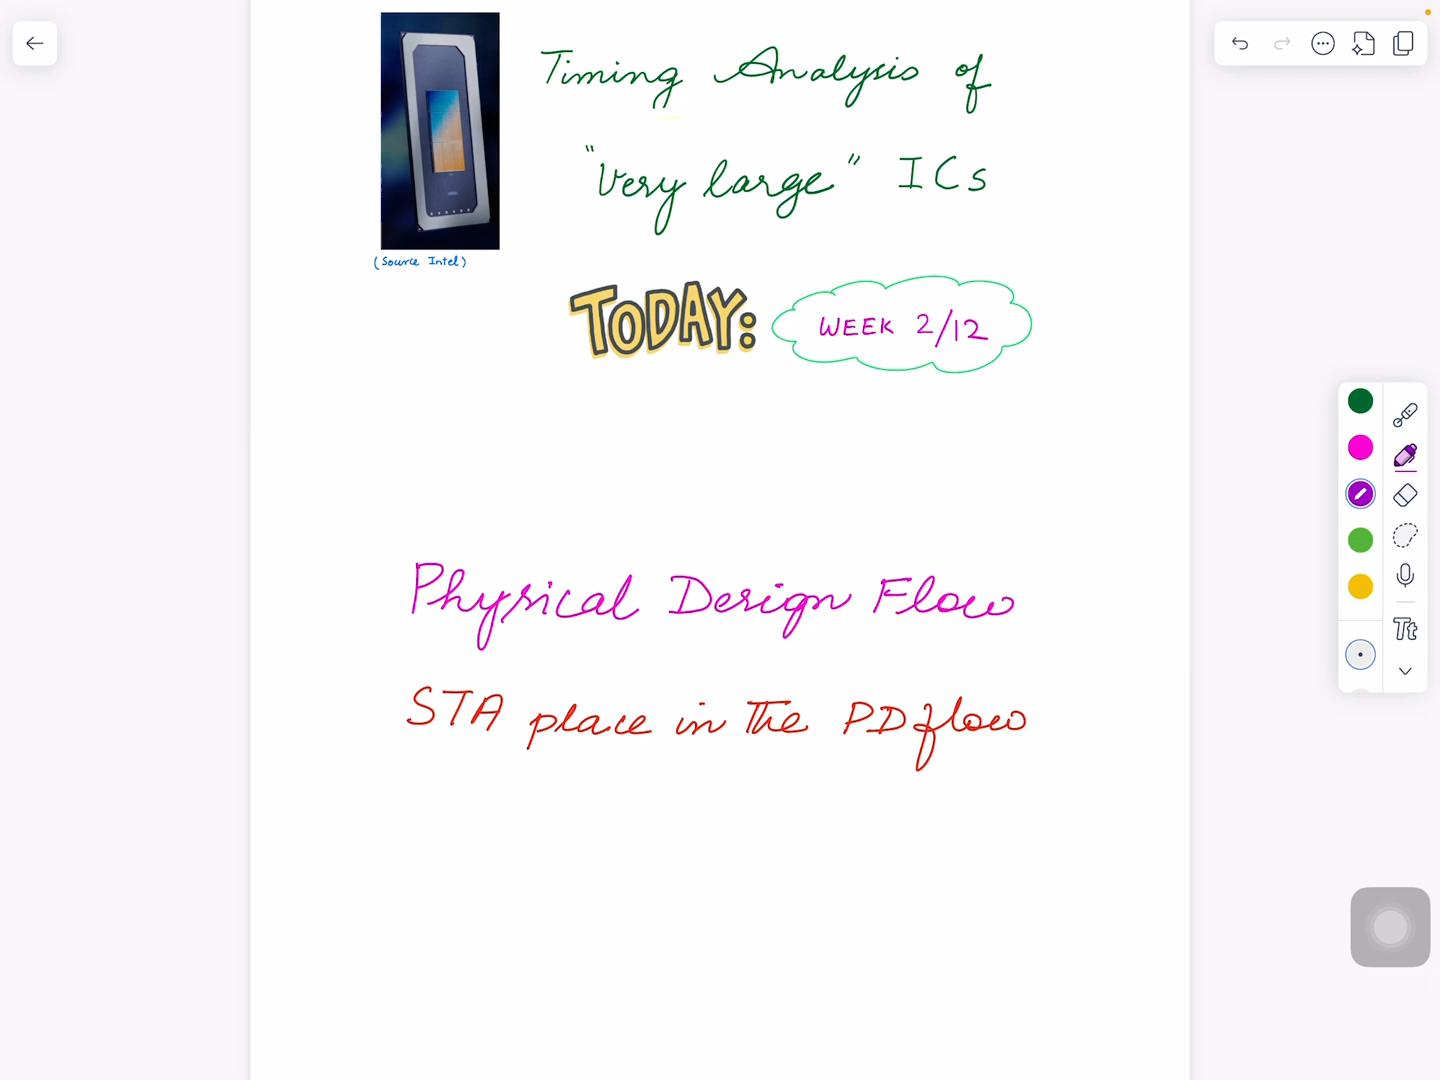 Timing Analysis of
"Very large" ICs
(Source Intel)
TODAY:
WEEK 2/12
Physical Design Flow
STA place in the PD flow
Tt